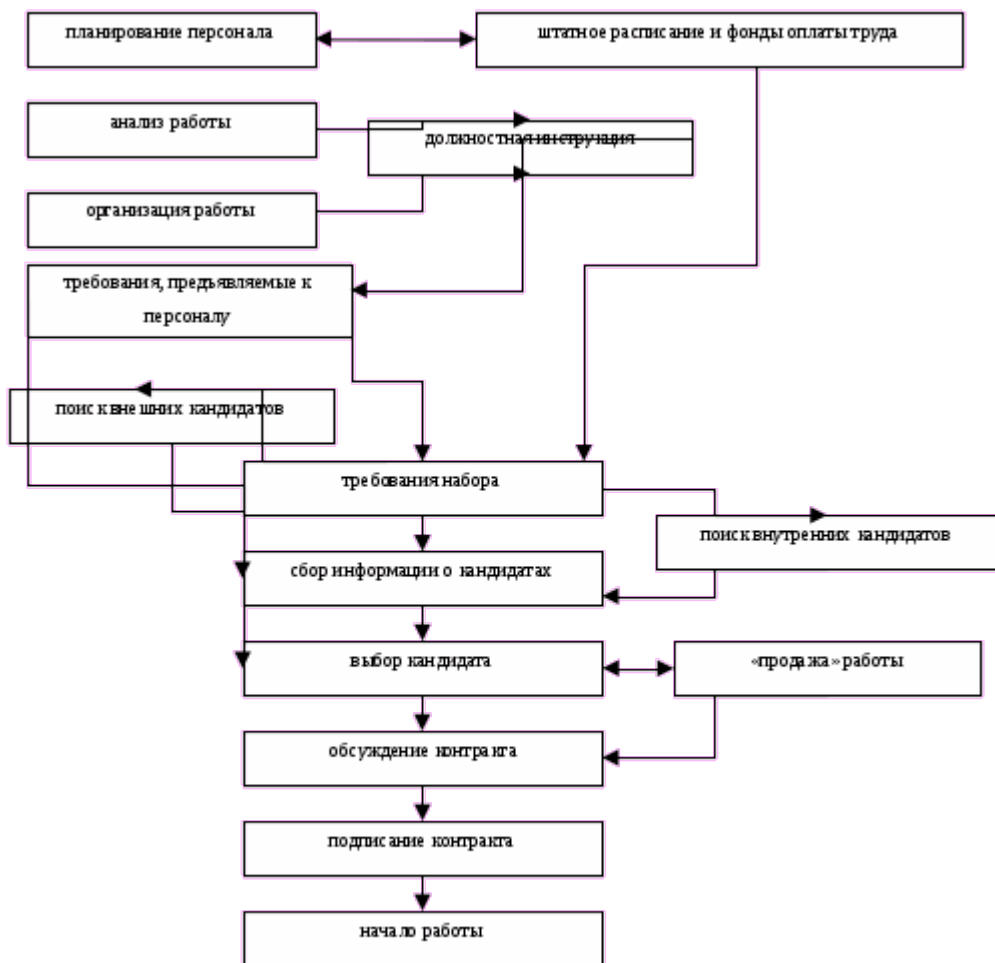 планирование персонала
штатное расписание и фонды оплаты труда
анализ работы
должностная инструкция
организация работы
требования, предъявляемые к
персоналу
поиск внешних кандидатов
требования набора
поиск внутренних кандидатов
сбор информации о кандидатах
выбор кандидата
«продажа» работы
обсуждение контракта
подписание контракта
начало работы